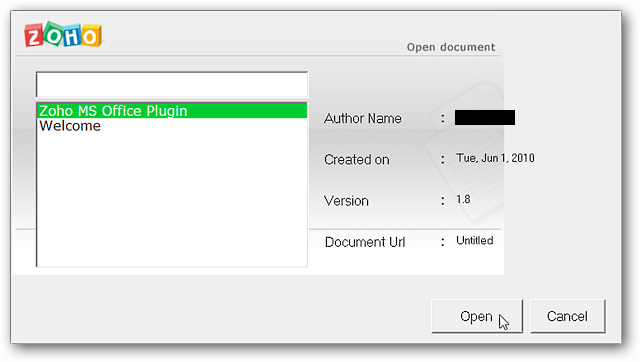 ZOHO
Open document
Zoho MS Office Plugin
Welcome
Author Name :
Created on : Tue, Jun 1, 2010
Version : 1.8
Document Url : Untitled
Open Cancel